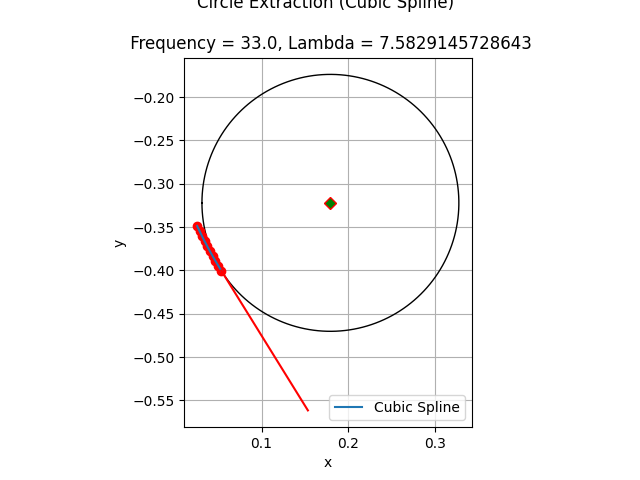 Circle Extraction (Cubic Spline)
Frequency = 33.0, Lambda = 7.5829145728643
−0.20
−0.25
−0.30
−0.35
−0.40
−0.45
−0.50
−0.55
y
Cubic Spline
0.1 0.2 0.3
x